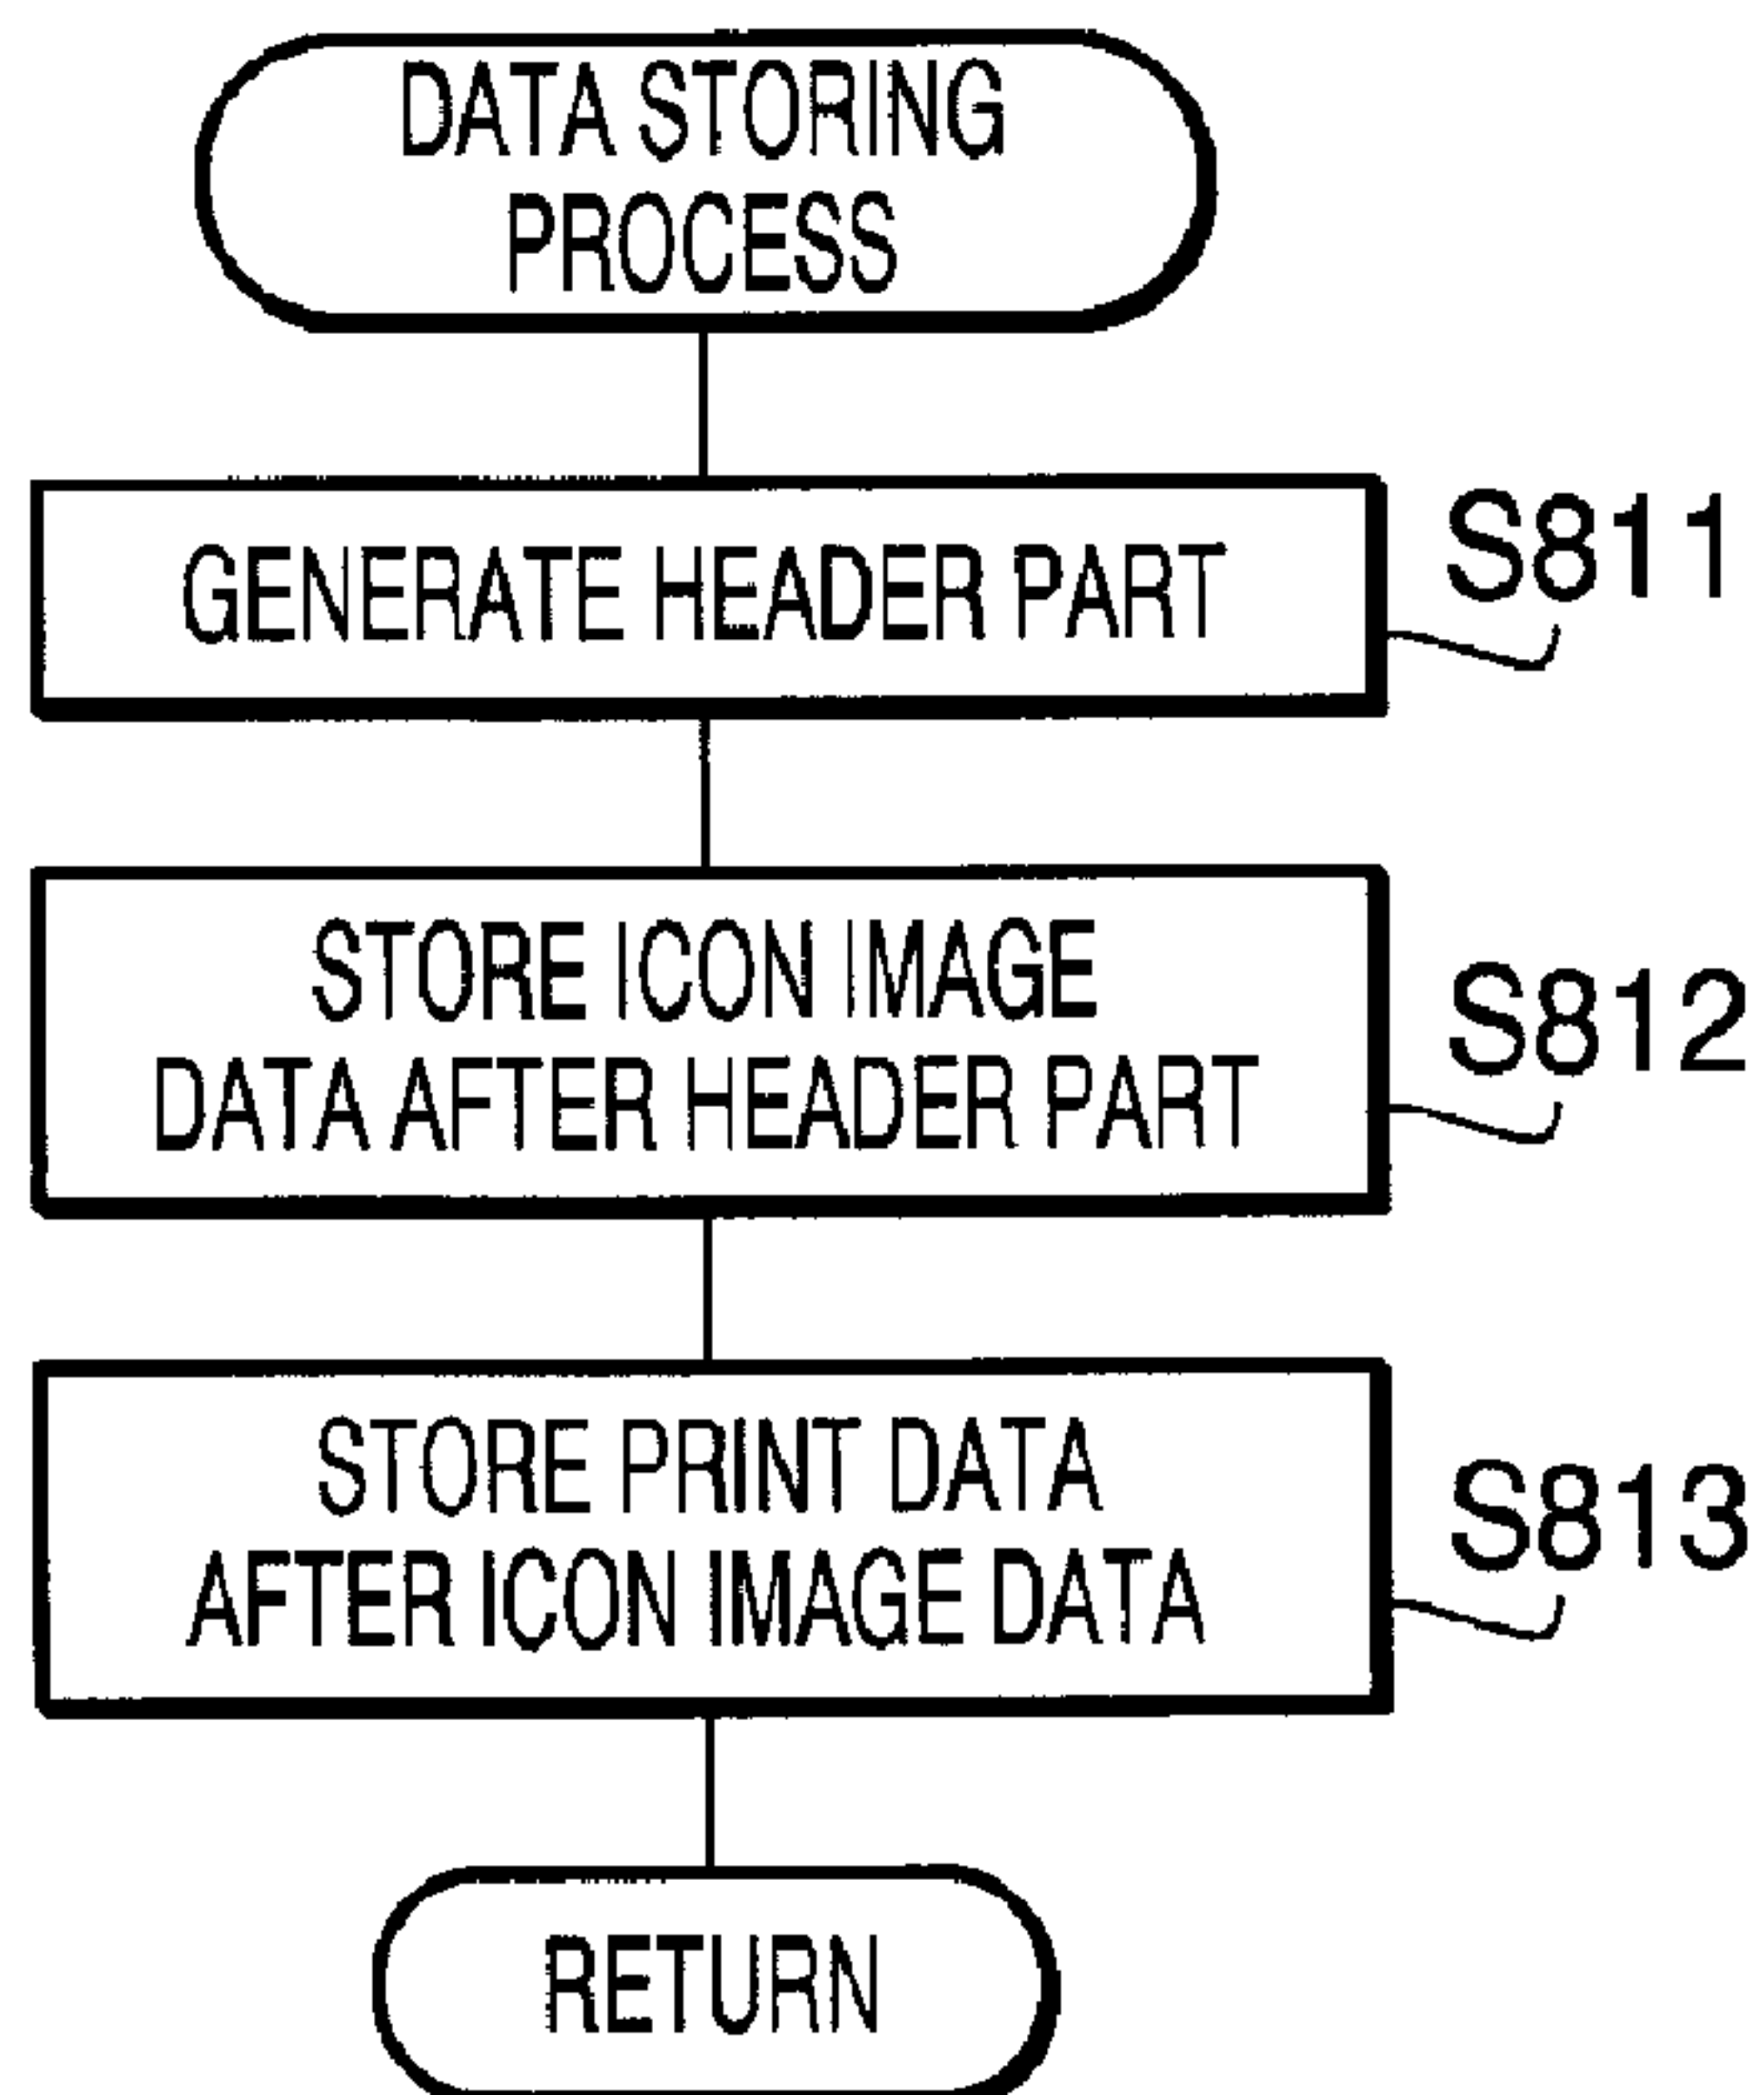 DATA STORING
PROCESS
GENERATE HEADER PART
S811
STORE ICON IMAGE
DATA AFTER HEADER PART
S812
STORE PRINT DATA
AFTER ICON IMAGE DATA
S813
RETURN